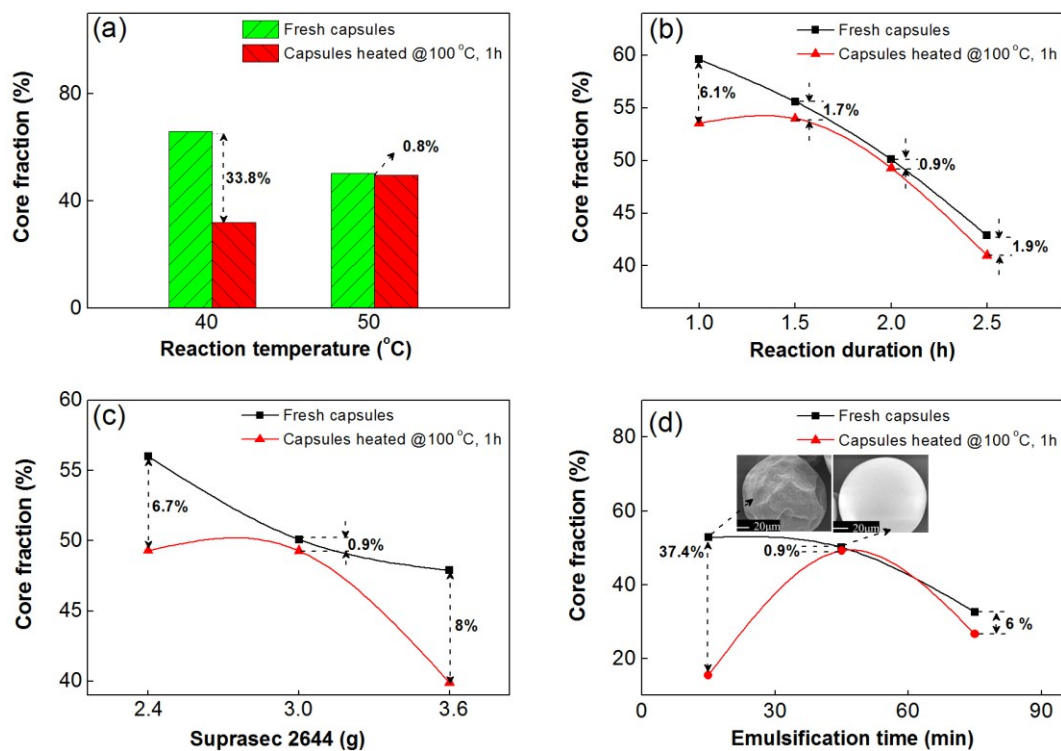 (a)
Fresh capsules
Capsules heated @100 °C, 1h
80
40
0
Core fraction (%)
33.8%
0.8%
40
50
Reaction temperature (°C)
(b)
Fresh capsules
Capsules heated @100 °C, 1h
60
55
50
45
40
Core fraction (%)
6.1%
1.7%
0.9%
1.9%
1.0
1.5
2.0
2.5
Reaction duration (h)
(c)
Fresh capsules
Capsules heated @100 °C, 1h
60
55
50
45
40
Core fraction (%)
6.7%
0.9%
8%
2.4
3.0
3.6
Suprasec 2644 (g)
(d)
Fresh capsules
Capsules heated @100 °C, 1h
80
60
40
20
Core fraction (%)
20μm
20μm
37.4%
0.9%
6 %
0
30
60
90
Emulsification time (min)